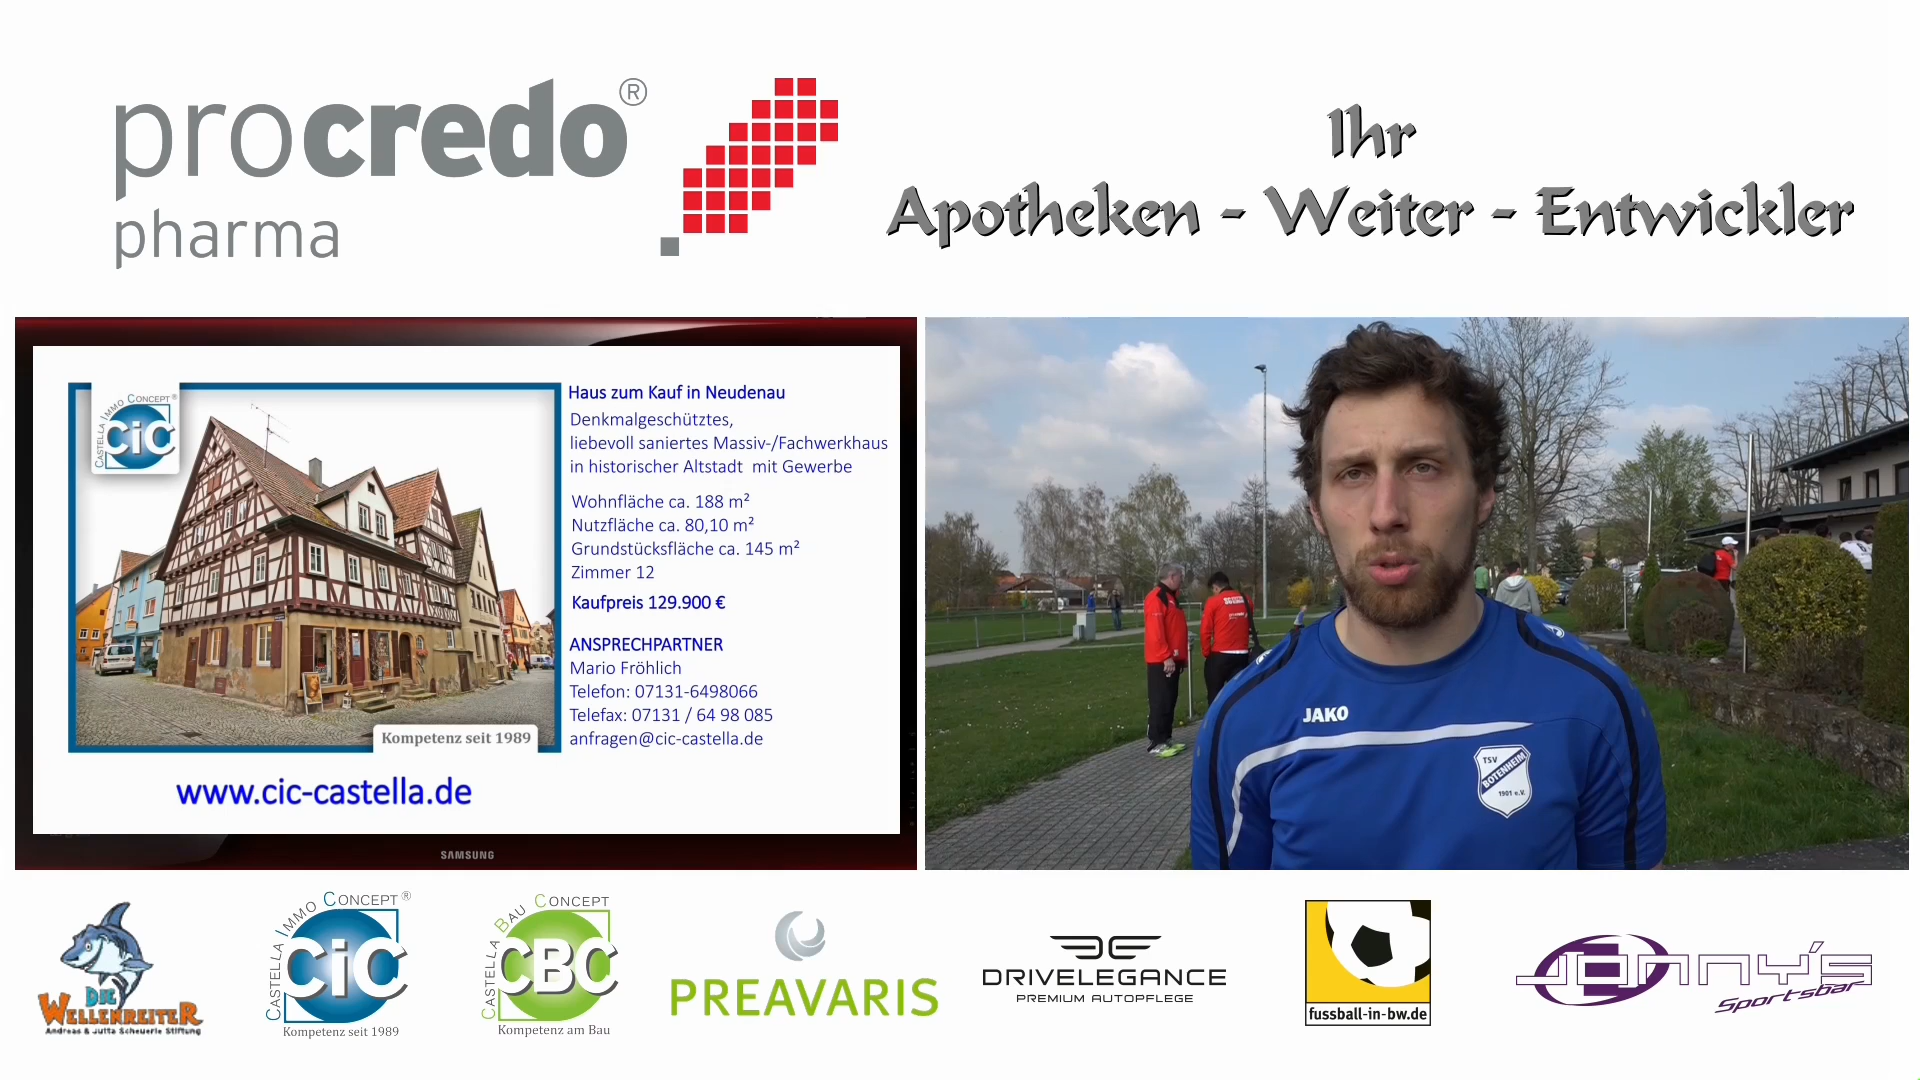 procredo®
pharma
Ihr
Apotheken - Weiter - Entwickler
CASTELLA IMMO CONCEPT®
CiC
Kompetenz seit 1989
www.cic-castella.de
Haus zum Kauf in Neudenau
Denkmalgeschütztes,
liebevoll saniertes Massiv-/Fachwerkhaus
in historischer Altstadt mit Gewerbe
Wohnfläche ca. 188 m²
Nutzfläche ca. 80,10 m²
Grundstücksfläche ca. 145 m²
Zimmer 12
Kaufpreis 129.900 €
ANSPRECHPARTNER
Mario Fröhlich
Telefon: 07131-6498066
Telefax: 07131 / 64 98 085
anfragen@cic-castella.de
SAMSUNG
JAKO
TSV
BOTENHEIM
1901 e.V.
DIE
WELLENREITER
Andreas & Jutta Scheuerle Stiftung
CASTELLA IMMO CONCEPT®
CiC
Kompetenz seit 1989
CASTELLA BAU CONCEPT
CBC
Kompetenz am Bau
PREAVARIS
DRIVELEGANCE
PREMIUM AUTOPFLEGE
fussball-in-bw.de
JONNY'S
Sportsbar